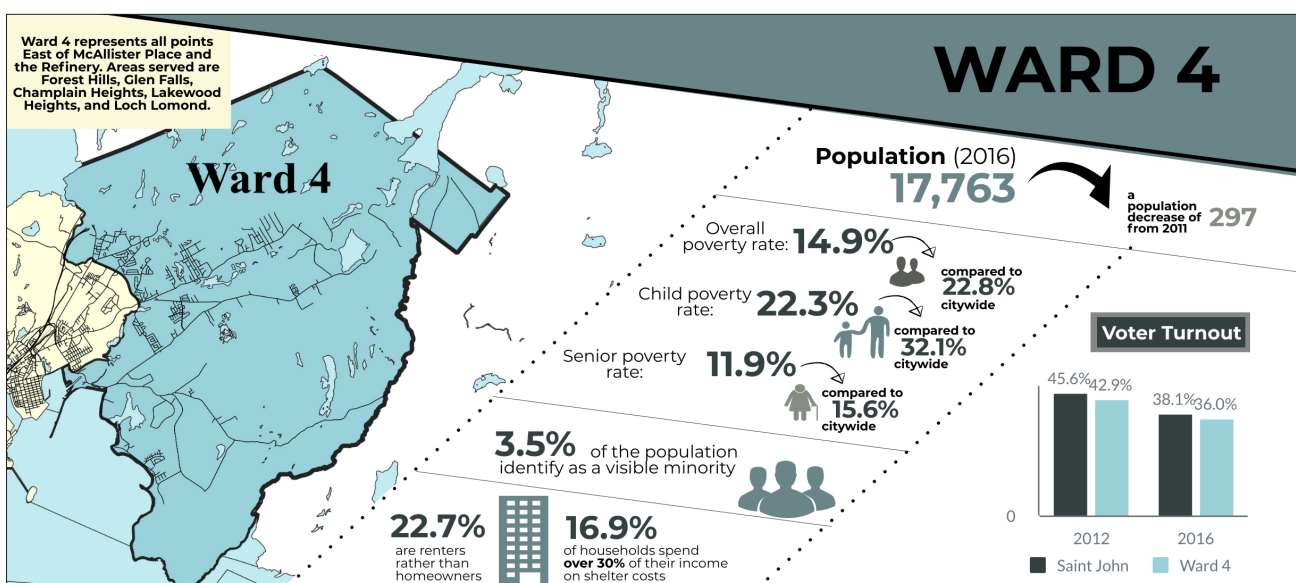 Ward 4 represents all points
East of McAllister Place and
the Refinery. Areas served are
Forest Hills, Glen Falls,
Champlain Heights, Lakewood
Heights, and Loch Lomond.
WARD 4
Ward 4
Population (2016)
17,763
a
population
decrease of
from 2011
297
Overall
poverty rate:
14.9%
compared to
22.8%
citywide
Child poverty
rate:
22.3%
compared to
32.1%
citywide
Senior poverty
rate:
11.9%
compared to
15.6%
citywide
3.5% of the population
identify as a visible minority
22.7%
are renters
rather than
homeowners
16.9%
of households spend
over 30% of their income
on shelter costs
Voter Turnout
45.6% 42.9% 38.1% 36.0%
0
2012 2016
Saint John Ward 4